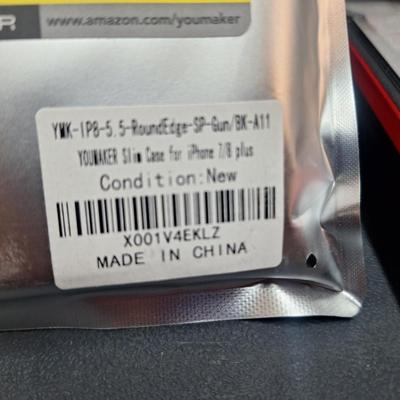 R www.amazon.com/youmaker
YMK-IP8-5.5-RoundEdge-SP-Gun/BK-A11
YOUMAKER Slim Case for iPhone 7/8 plus
Condition:New
X001V4EKLZ
MADE IN CHINA